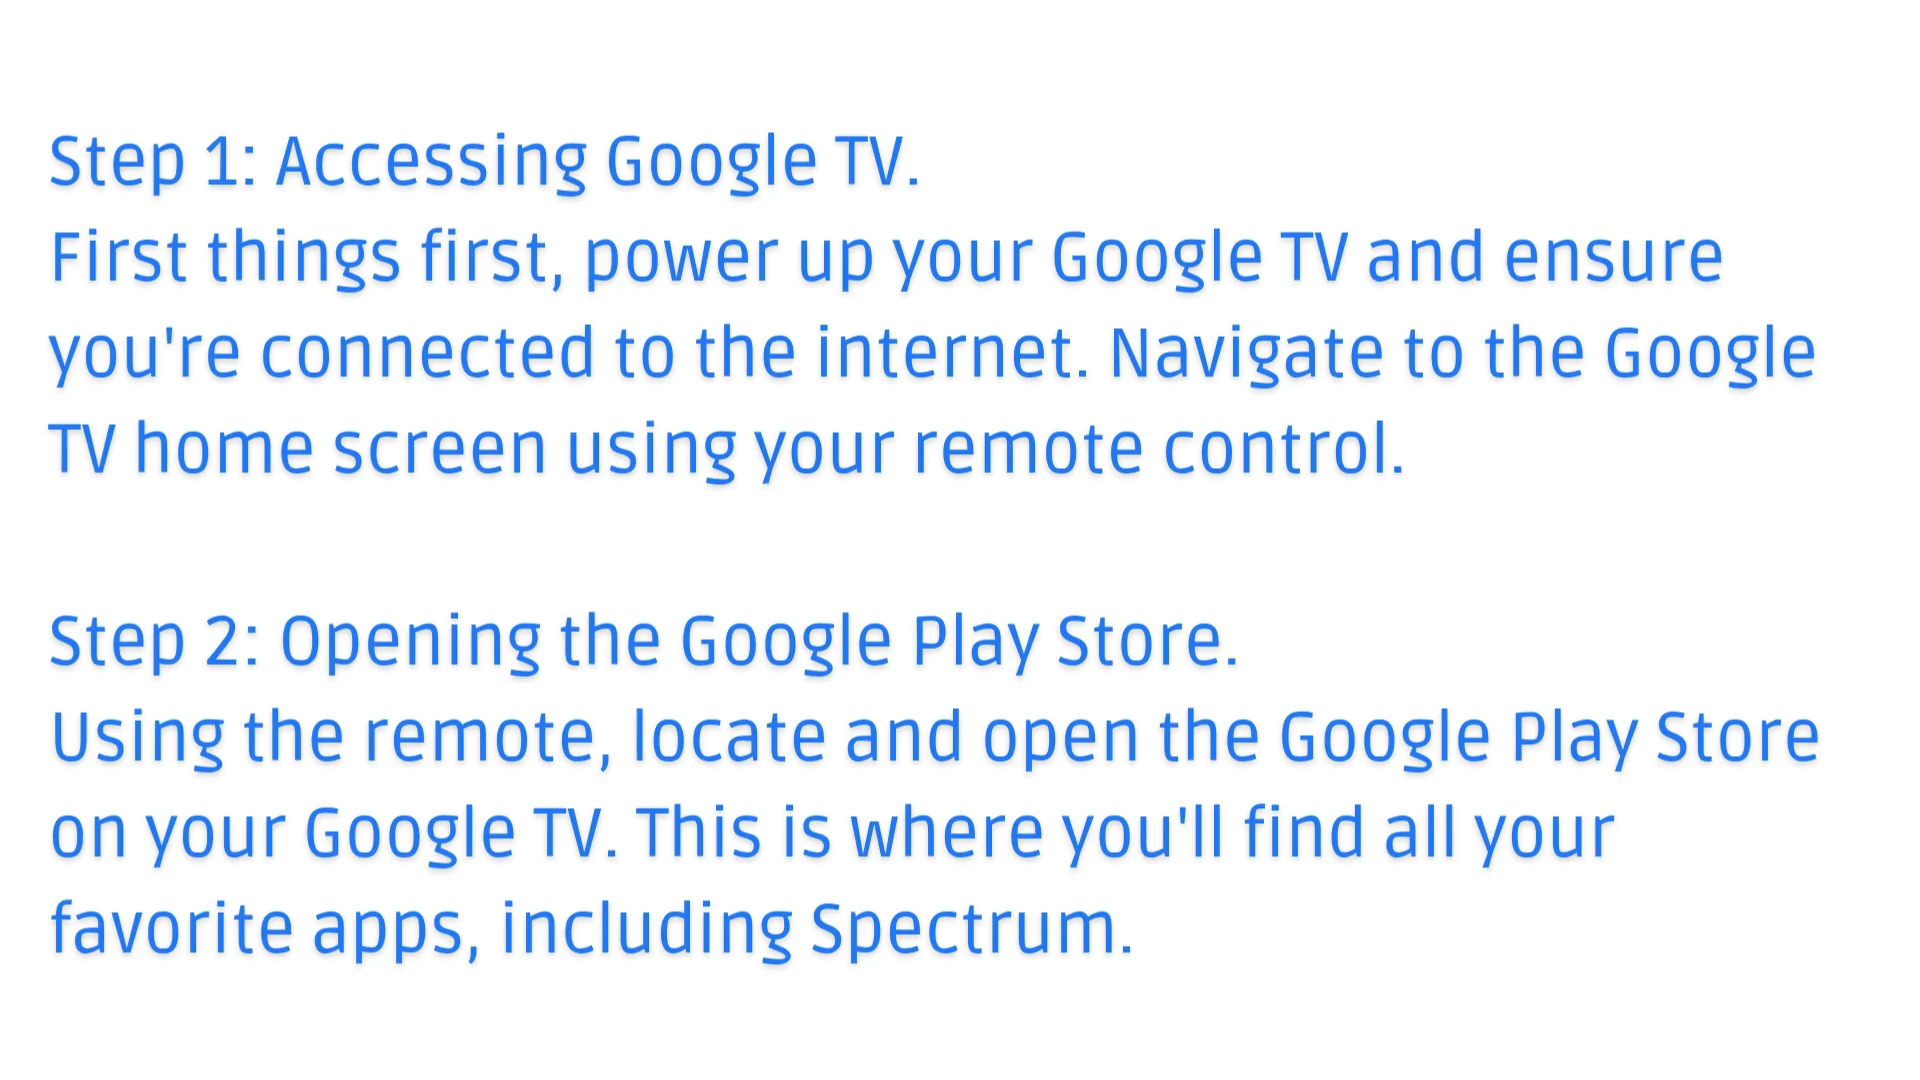 Step 1: Accessing Google TV.
First things first, power up your Google TV and ensure
you're connected to the internet. Navigate to the Google
TV home screen using your remote control.
Step 2: Opening the Google Play Store.
Using the remote, locate and open the Google Play Store
on your Google TV. This is where you'll find all your
favorite apps, including Spectrum.